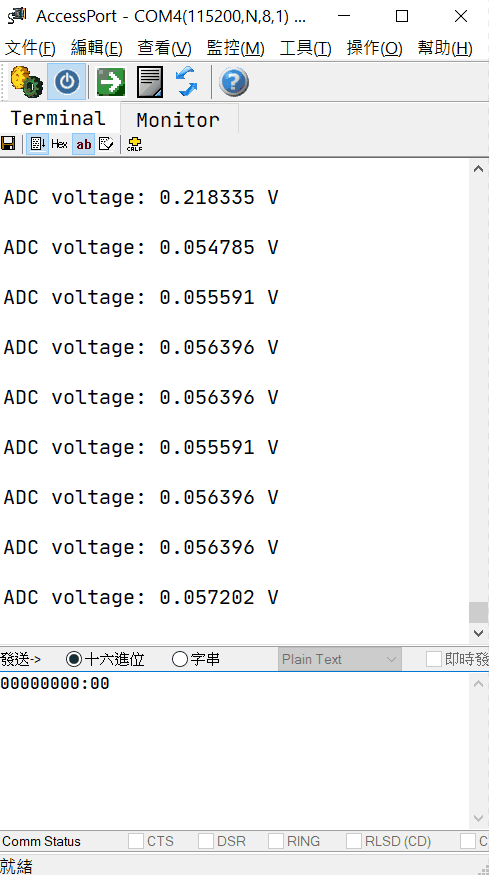 AccessPort - COM4(115200,N,8,1) ...
文件(F) 編輯(E) 查看(V) 監控(M) 工具(T) 操作(O) 幫助(H)
Terminal Monitor
Hex ab CRLF
ADC voltage: 0.218335 V
ADC voltage: 0.054785 V
ADC voltage: 0.055591 V
ADC voltage: 0.056396 V
ADC voltage: 0.056396 V
ADC voltage: 0.055591 V
ADC voltage: 0.056396 V
ADC voltage: 0.056396 V
ADC voltage: 0.057202 V
發送-> 十六進位 字串 Plain Text 即時發
00000000:00
Comm Status CTS DSR RING RLSD (CD) C
就緒